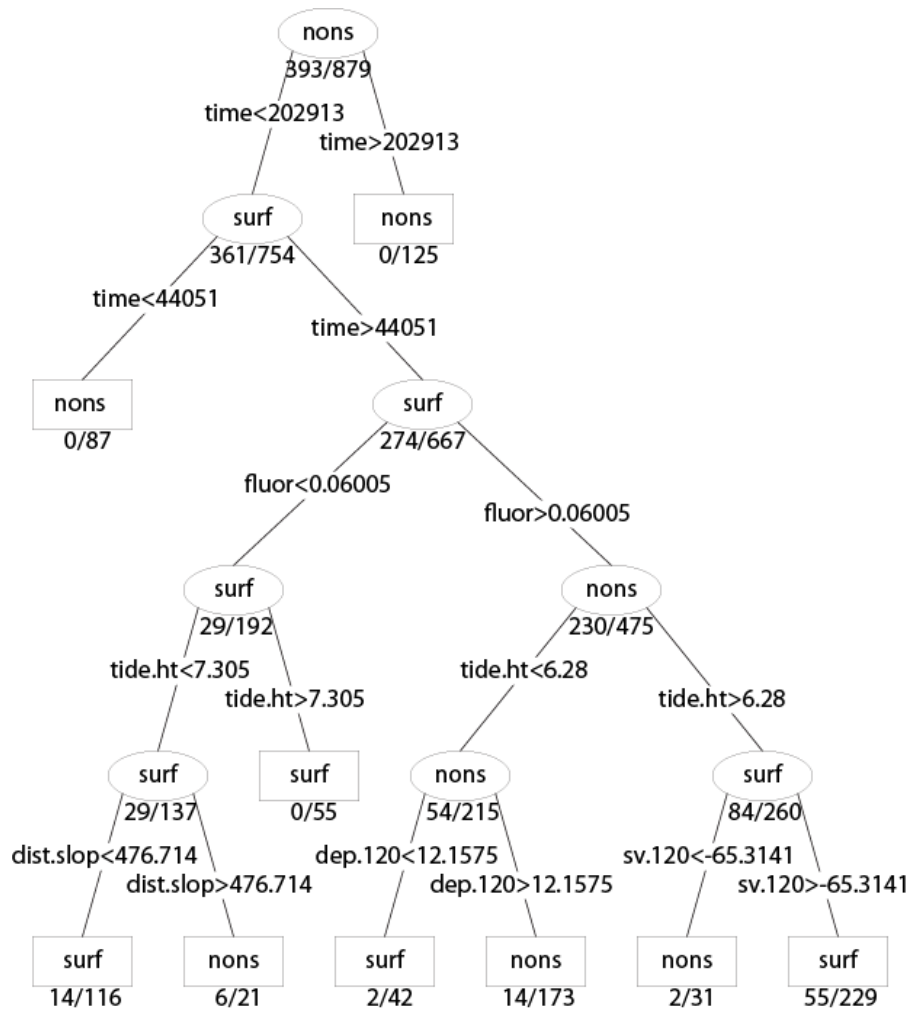 nons
393/879
time<202913
time>202913
surf
361/754
nons
0/125
time<44051
time>44051
nons
0/87
surf
274/667
fluor<0.06005
fluor>0.06005
surf
29/192
nons
230/475
tide.ht<7.305
tide.ht>7.305
tide.ht<6.28
tide.ht>6.28
surf
29/137
surf
0/55
nons
54/215
surf
84/260
dist.slop<476.714
dist.slop>476.714
dep.120<12.1575
dep.120>12.1575
sv.120<-65.3141
sv.120>-65.3141
surf
14/116
nons
6/21
surf
2/42
nons
14/173
nons
2/31
surf
55/229